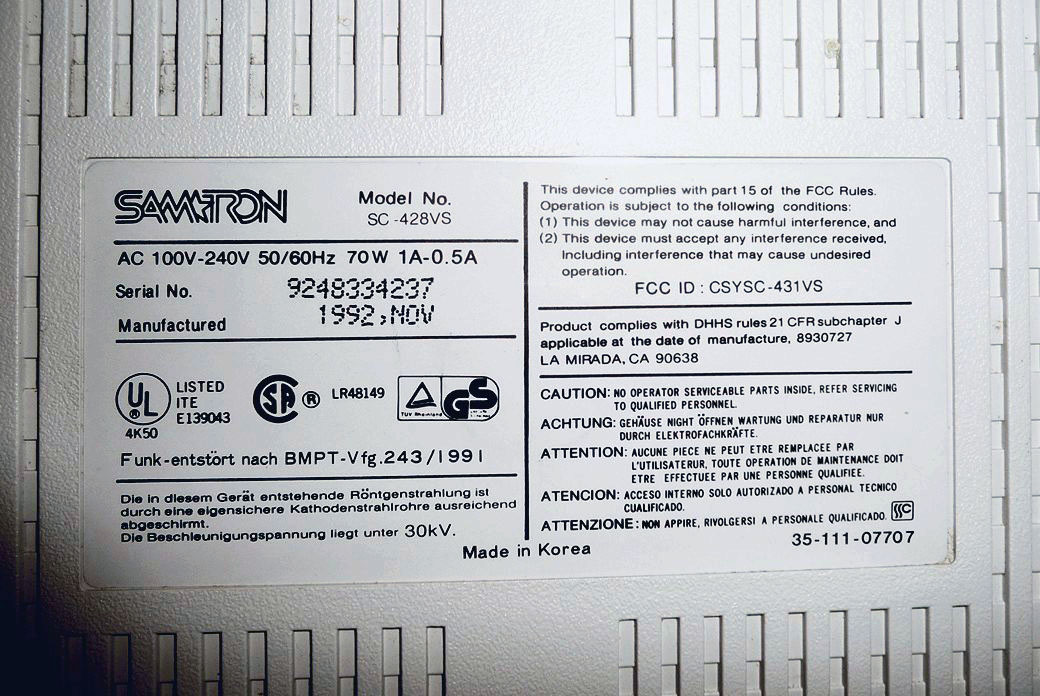 SAMTRON
Model No.
SC-428VS
AC 100V-240V 50/60Hz 70W 1A-0.5A
Serial No. 9248334237
Manufactured 1992,NOV
UL ® LISTED
ITE
E139043
4K50
SA ® LR48149
TUV Rheinland
GS
Funk-entstört nach BMPT-Vfg.243/1991
Die in diesem Gerät entstehende Röntgenstrahlung ist
durch eine eigensichere Kathodenstrahlrohre ausreichend
abgeschirmt.
Die Beschleunigungspannung liegt unter 30kV.
This device complies with part 15 of the FCC Rules.
Operation is subject to the following conditions:
(1) This device may not cause harmful interference, and
(2) This device must accept any interference received,
Including interference that may cause undesired
operation.
FCC ID : CSYSC-431VS
Product complies with DHHS rules 21 CFR subchapter J
applicable at the date of manufacture, 8930727
LA MIRADA, CA 90638
CAUTION: NO OPERATOR SERVICEABLE PARTS INSIDE, REFER SERVICING
TO QUALIFIED PERSONNEL.
ACHTUNG: GEHÄUSE NIGHT ÖFFNEN WARTUNG UND REPARATUR NUR
DURCH ELEKTROFACHKRÄFTE.
ATTENTION: AUCUNE PIECE NE PEUT ETRE REMPLACEE PAR
L'UTILISATERUR, TOUTE OPERATION DE MAINTENANCE DOIT
ETRE EFFECTUEE PAR UNE PERSONNE QUALIFIEE.
ATENCION: ACCESO INTERNO SOLO AUTORIZADO A PERSONAL TECNICO
CUALIFICADO.
ATTENZIONE: NON APPIRE, RIVOLGERSI A PERSONALE QUALIFICADO. SSC
35-111-07707
Made in Korea